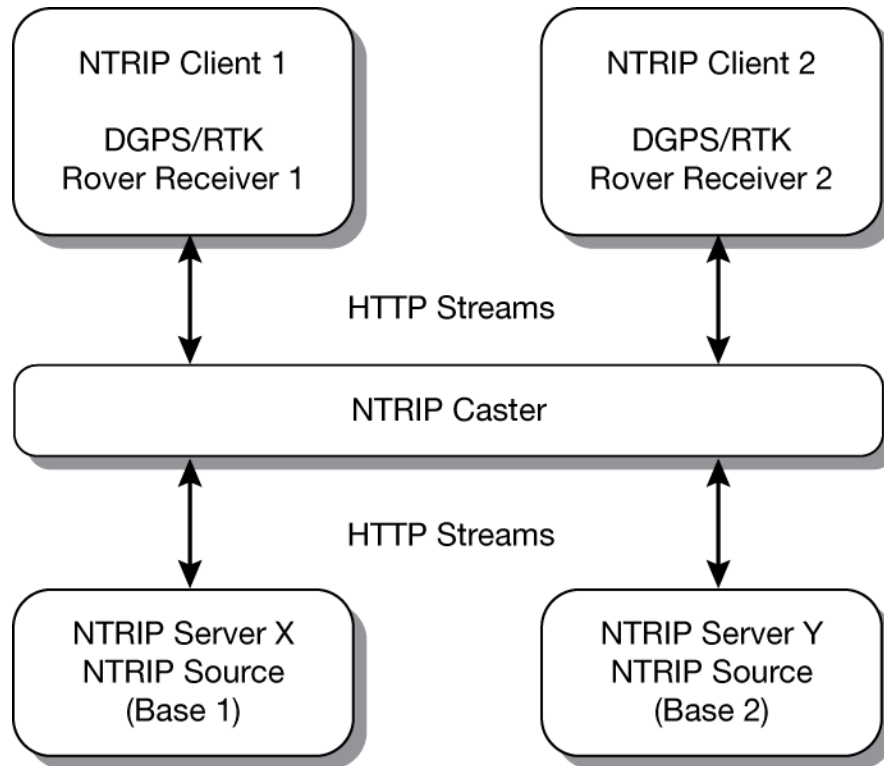 NTRIP Client 1
DGPS/RTK
Rover Receiver 1
NTRIP Client 2
DGPS/RTK
Rover Receiver 2
HTTP Streams
NTRIP Caster
HTTP Streams
NTRIP Server X
NTRIP Source
(Base 1)
NTRIP Server Y
NTRIP Source
(Base 2)